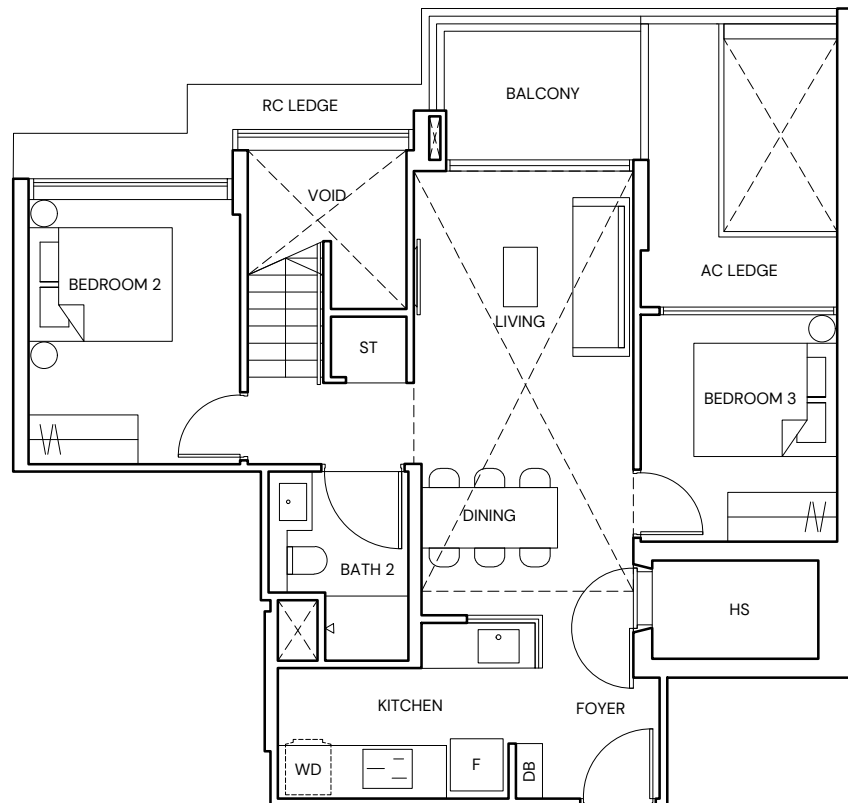 BALCONY
RC LEDGE
VOID
BEDROOM 2
AC LEDGE
LIVING
ST
BEDROOM 3
DINING
BATH 2
HS
KITCHEN
FOYER
WD
F
DB